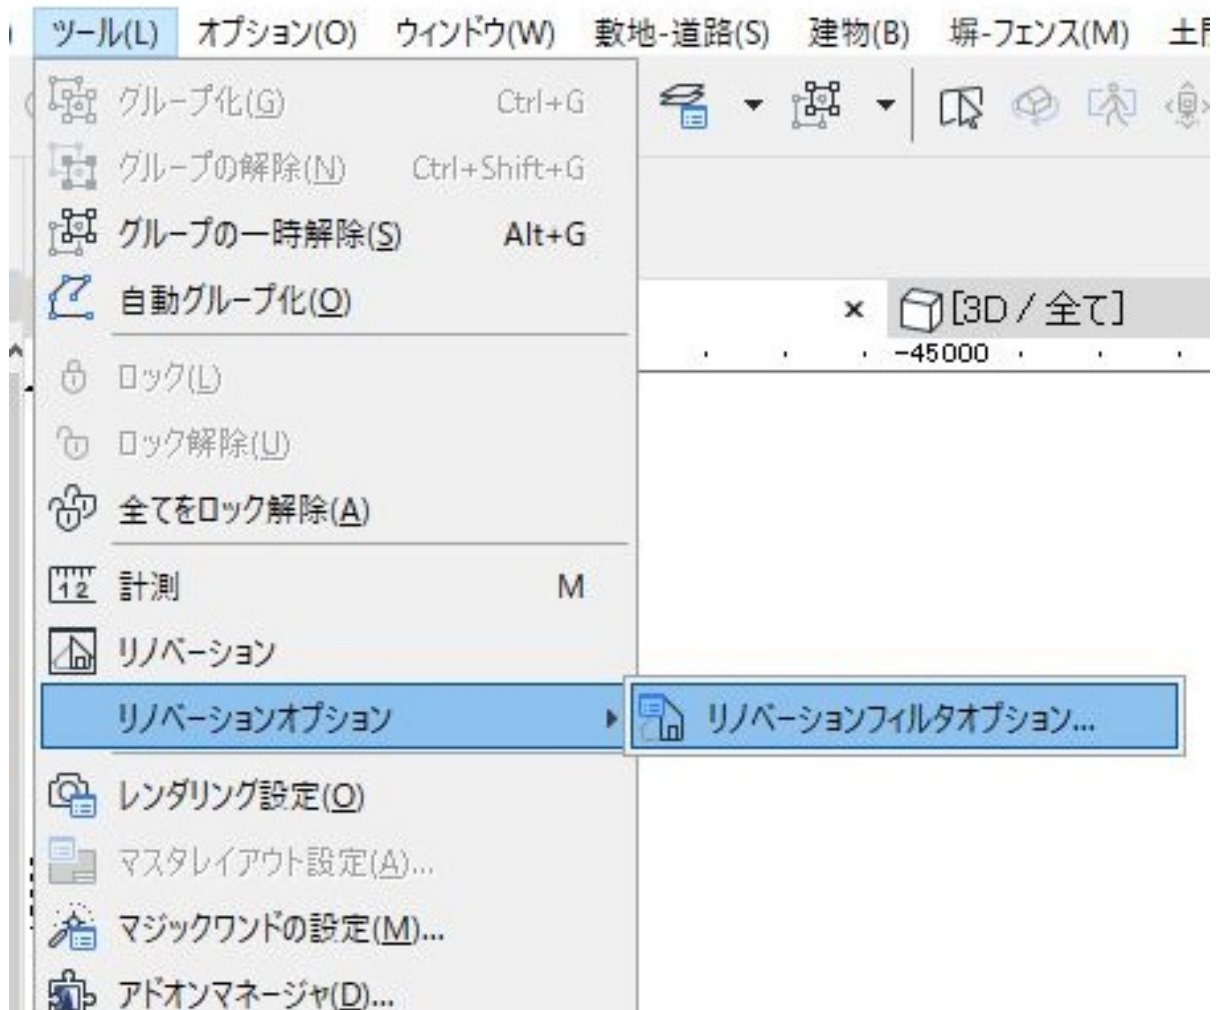 ツール(L) オプション(O) ウィンドウ(W) 敷地-道路(S) 建物(B) 塀-フェンス(M)
グループ化(G) Ctrl+G
グループの解除(N) Ctrl+Shift+G
グループの一時解除(S) Alt+G
自動グループ化(O)
× [3D / 全て]
-45000
ロック(L)
ロック解除(U)
全てをロック解除(A)
12 計測 M
リノベーション
リノベーションオプション リノベーションフィルタオプション...
レンダリング設定(O)
マスタレイアウト設定(A)...
マジックワンドの設定(M)...
アドオンマネージャ(D)...